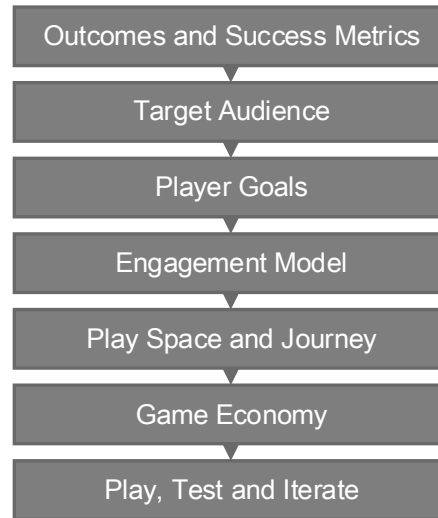 Outcomes and Success Metrics
Target Audience
Player Goals
Engagement Model
Play Space and Journey
Game Economy
Play, Test and Iterate